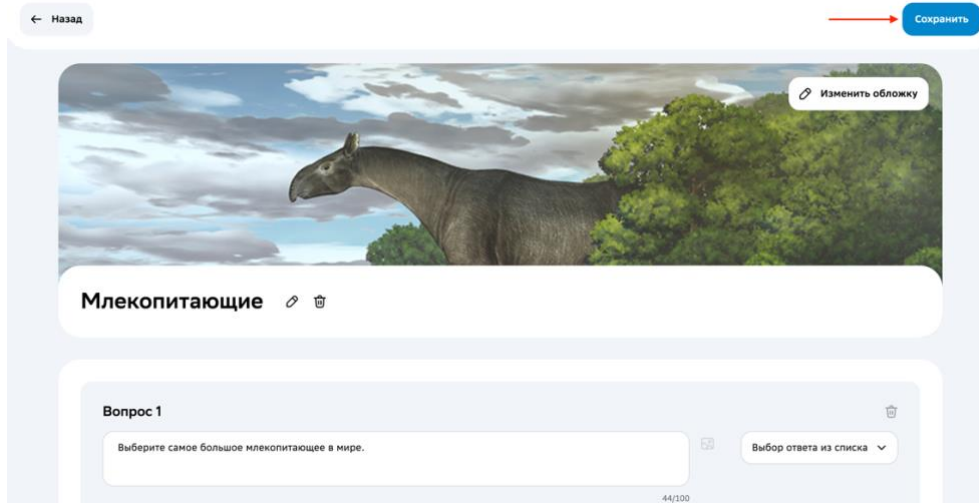 ← Назад
Сохранить
Изменить обложку
Млекопитающие
Вопрос 1
Выберите самое большое млекопитающее в мире.
Выбор ответа из списка
44/100